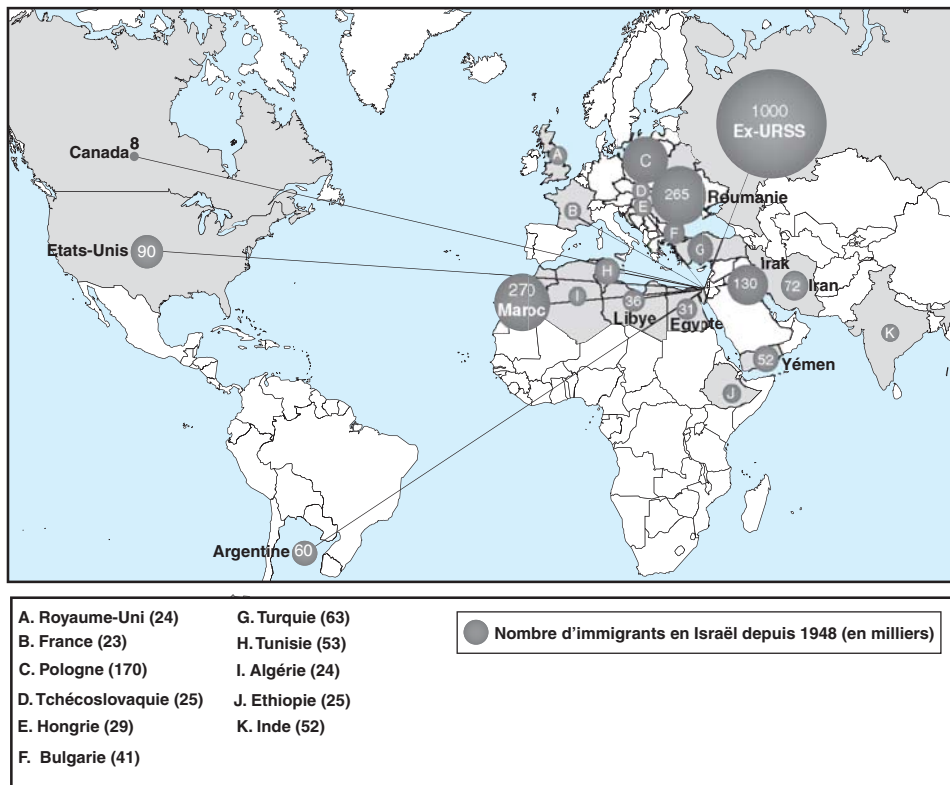 1000
Ex-URSS
8
Canada
A
C
D
E
265
Roumanie
B
F
G
Etats-Unis
90
Irak
H
130
72
Iran
270
Maroc
I
36
Libye
31
Egypte
K
52
Yémen
J
Argentine
60
A. Royaume-Uni (24)
B. France (23)
C. Pologne (170)
D. Tchécoslovaquie (25)
E. Hongrie (29)
F. Bulgarie (41)
G. Turquie (63)
H. Tunisie (53)
I. Algérie (24)
J. Ethiopie (25)
K. Inde (52)
Nombre d'immigrants en Israël depuis 1948 (en milliers)